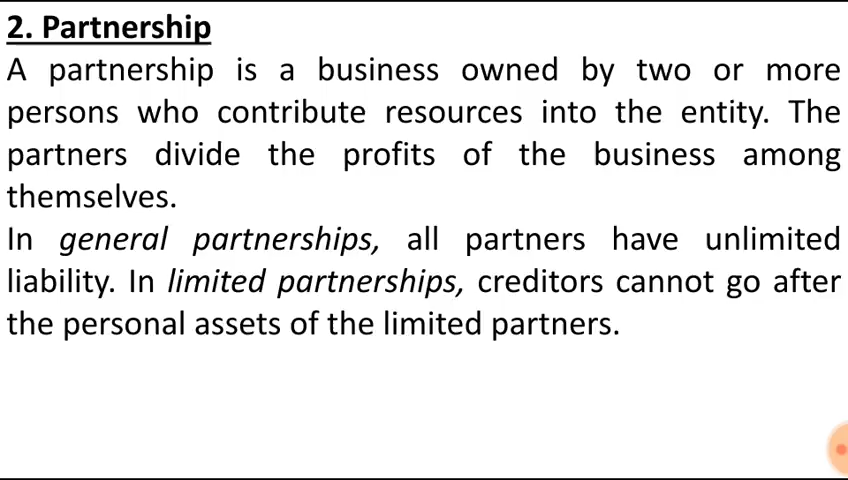 2. Partnership
A partnership is a business owned by two or more
persons who contribute resources into the entity. The
partners divide the profits of the business among
themselves.
In general partnerships, all partners have unlimited
liability. In limited partnerships, creditors cannot go after
the personal assets of the limited partners.